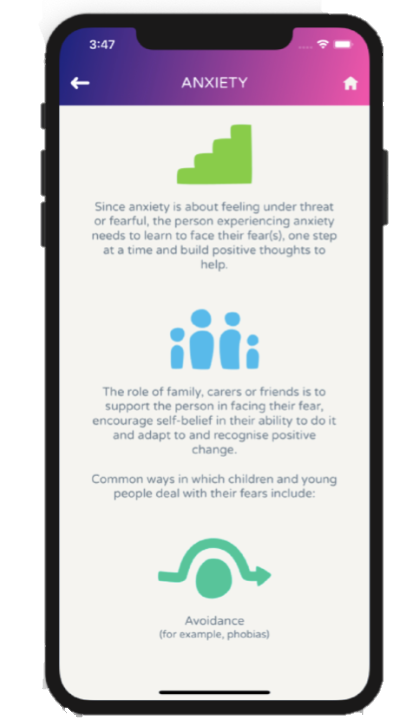 3:47
ANXIETY
Since anxiety is about feeling under threat
or fearful, the person experiencing anxiety
needs to learn to face their fear(s), one step
at a time and build positive thoughts to
help.
The role of family, carers or friends is to
support the person in facing their fear,
encourage self-belief in their ability to do it
and adapt to and recognise positive
change.
Common ways in which children and young
people deal with their fears include:
Avoidance
(for example, phobias)